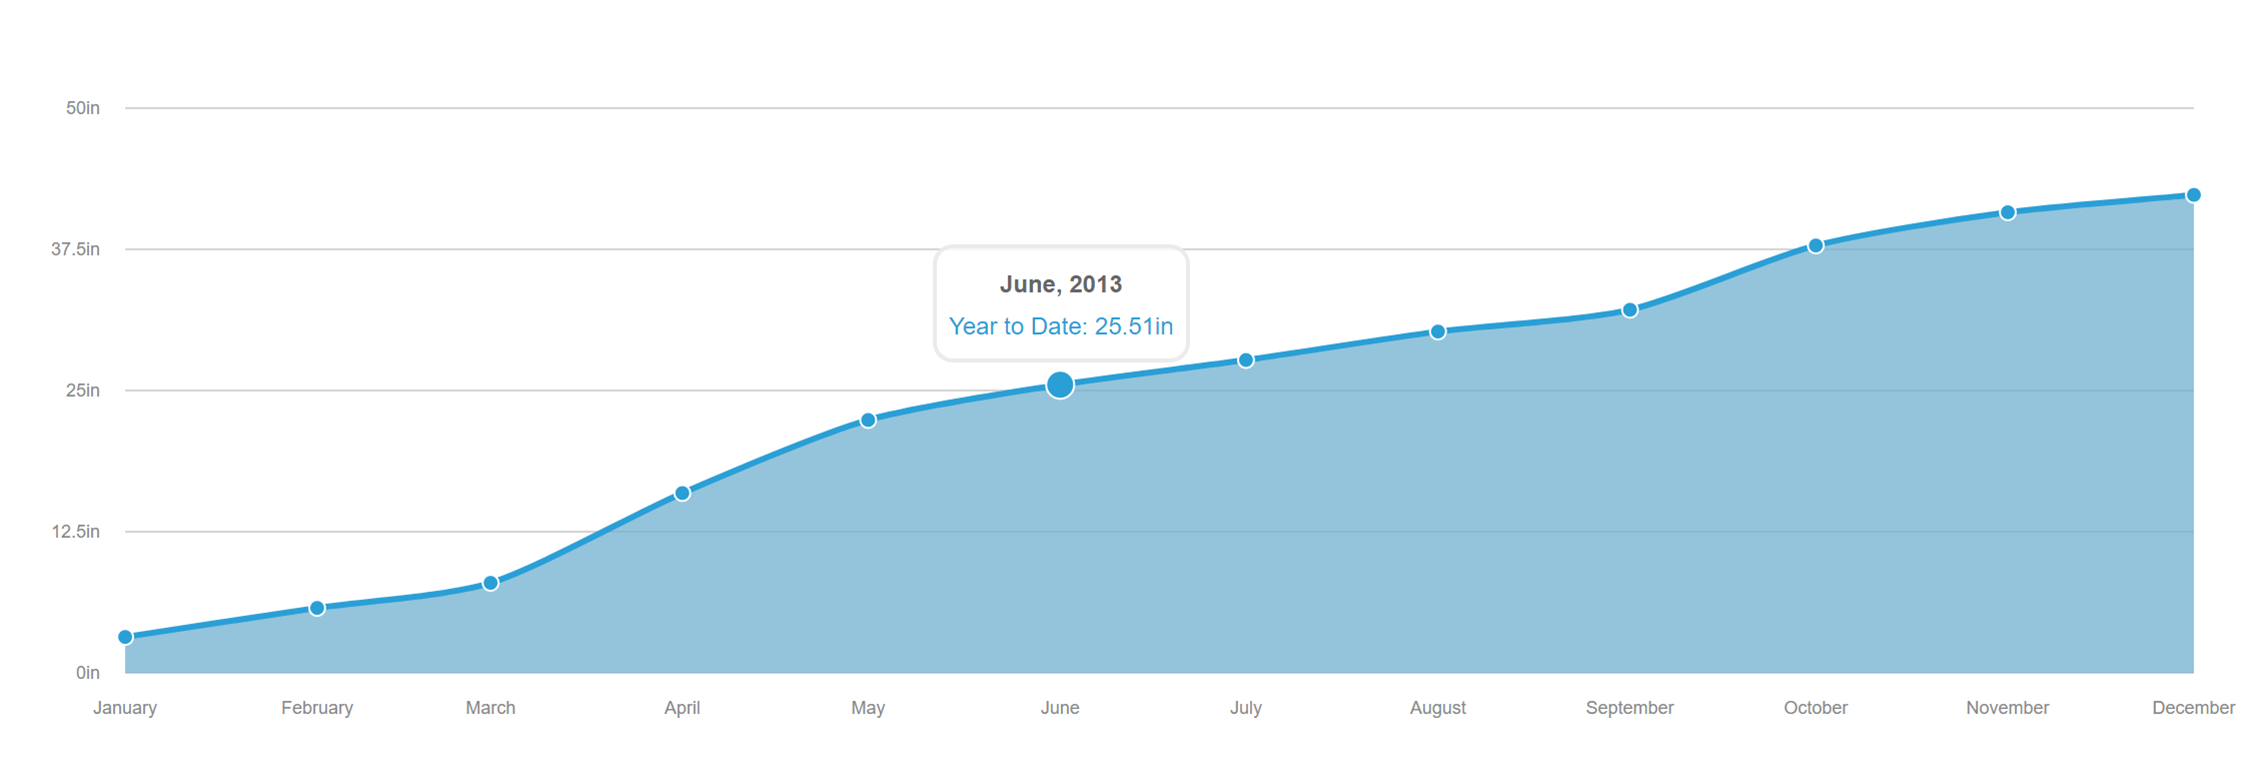 50in
37.5in
June, 2013
Year to Date: 25.51in
25in
12.5in
0in
January February March April May June July August September October November December